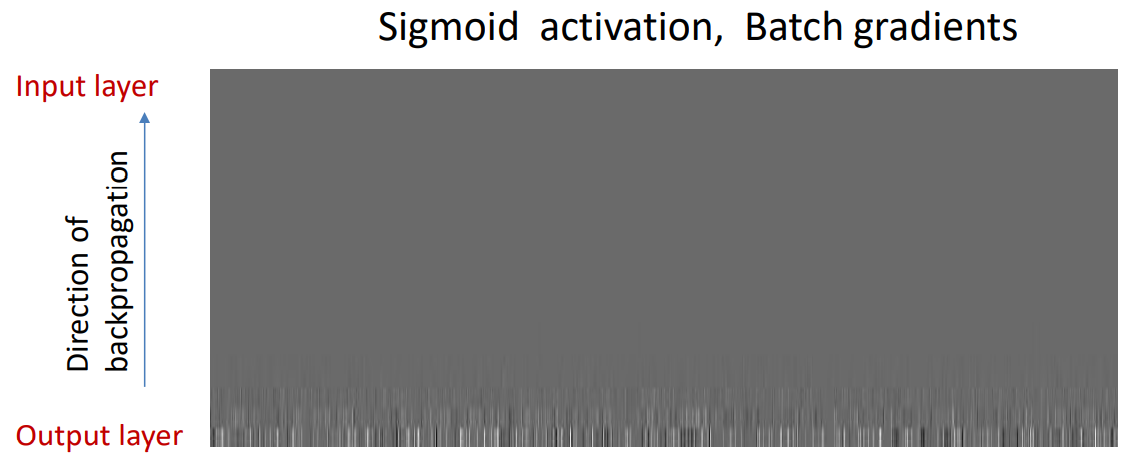 Sigmoid activation, Batch gradients
Input layer
Direction of
backpropagation
Output layer